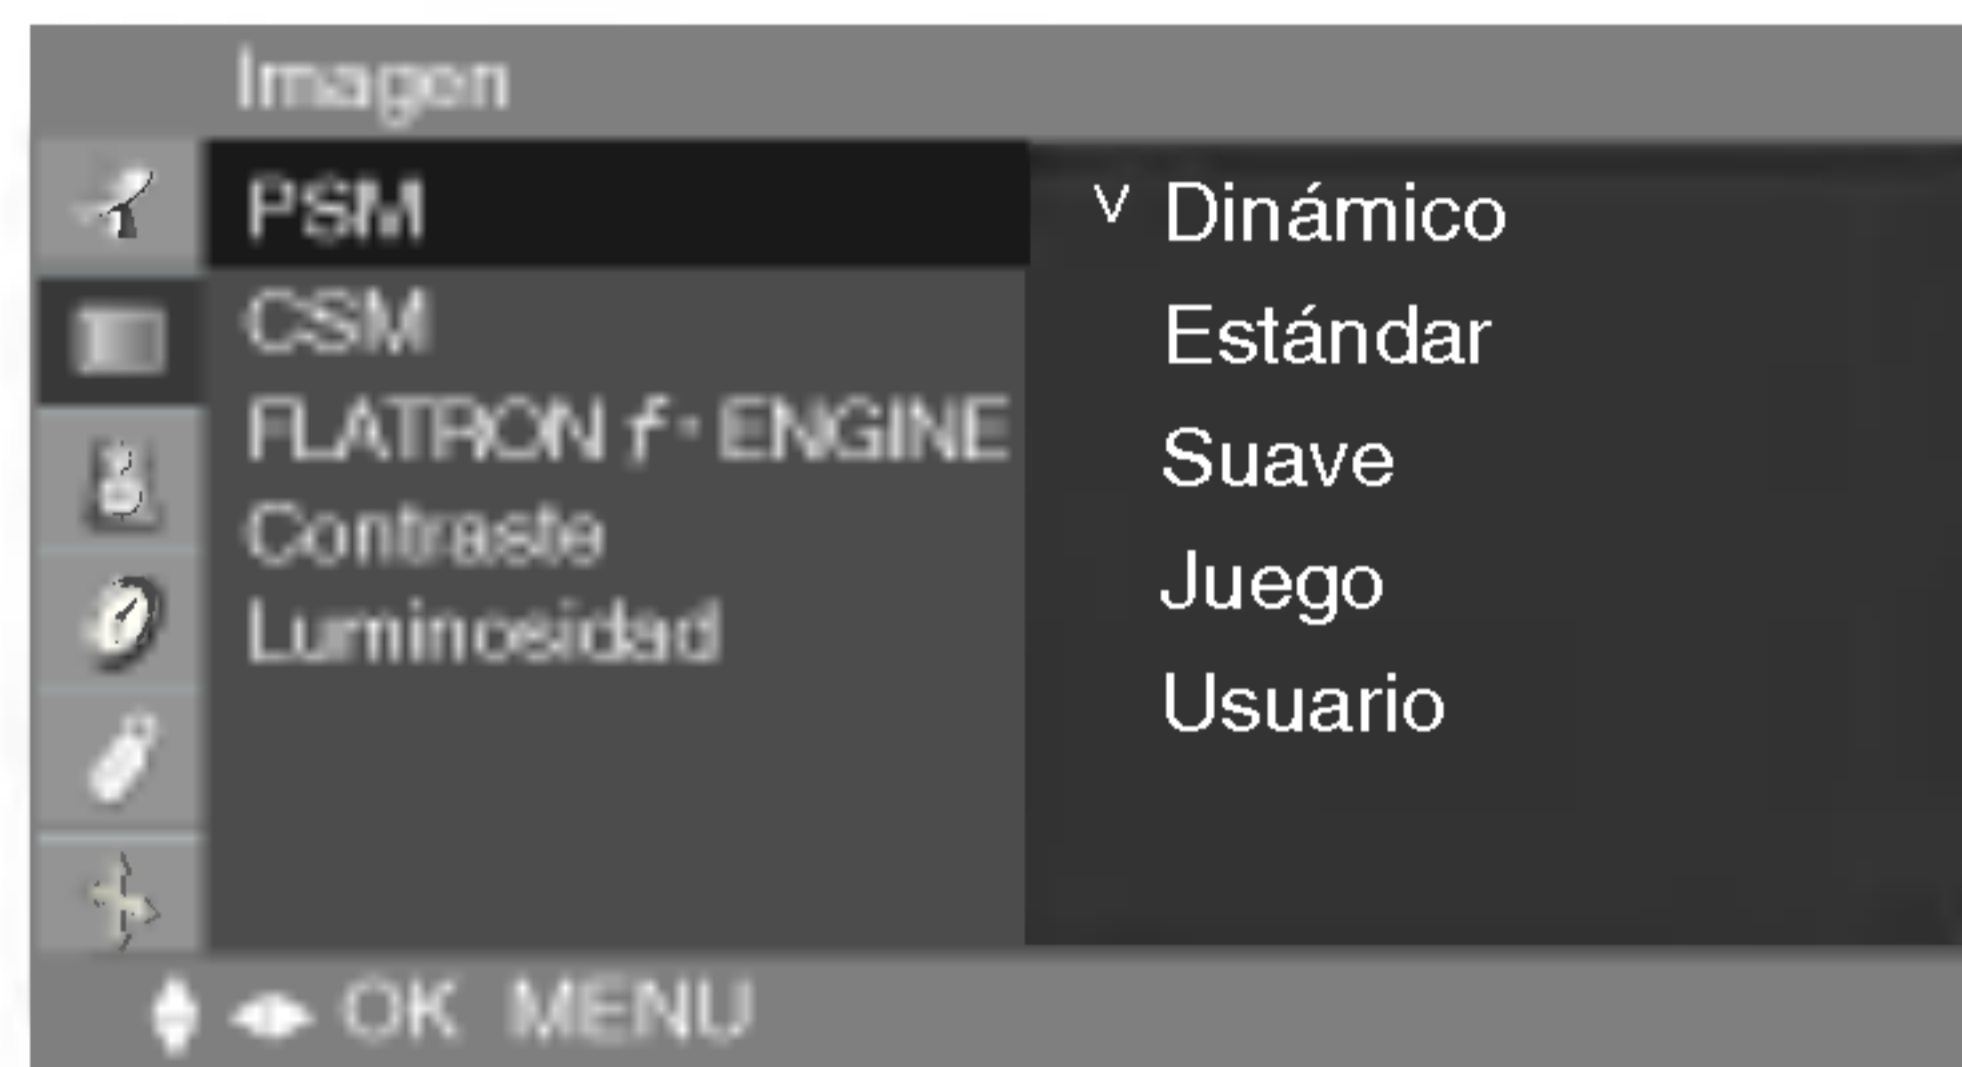 Imagen
PSM
CSM
FLATRON f·ENGINE
Contraste
Luminosidad
v Dinámico
Estándar
Suave
Juego
Usuario
OK MENU